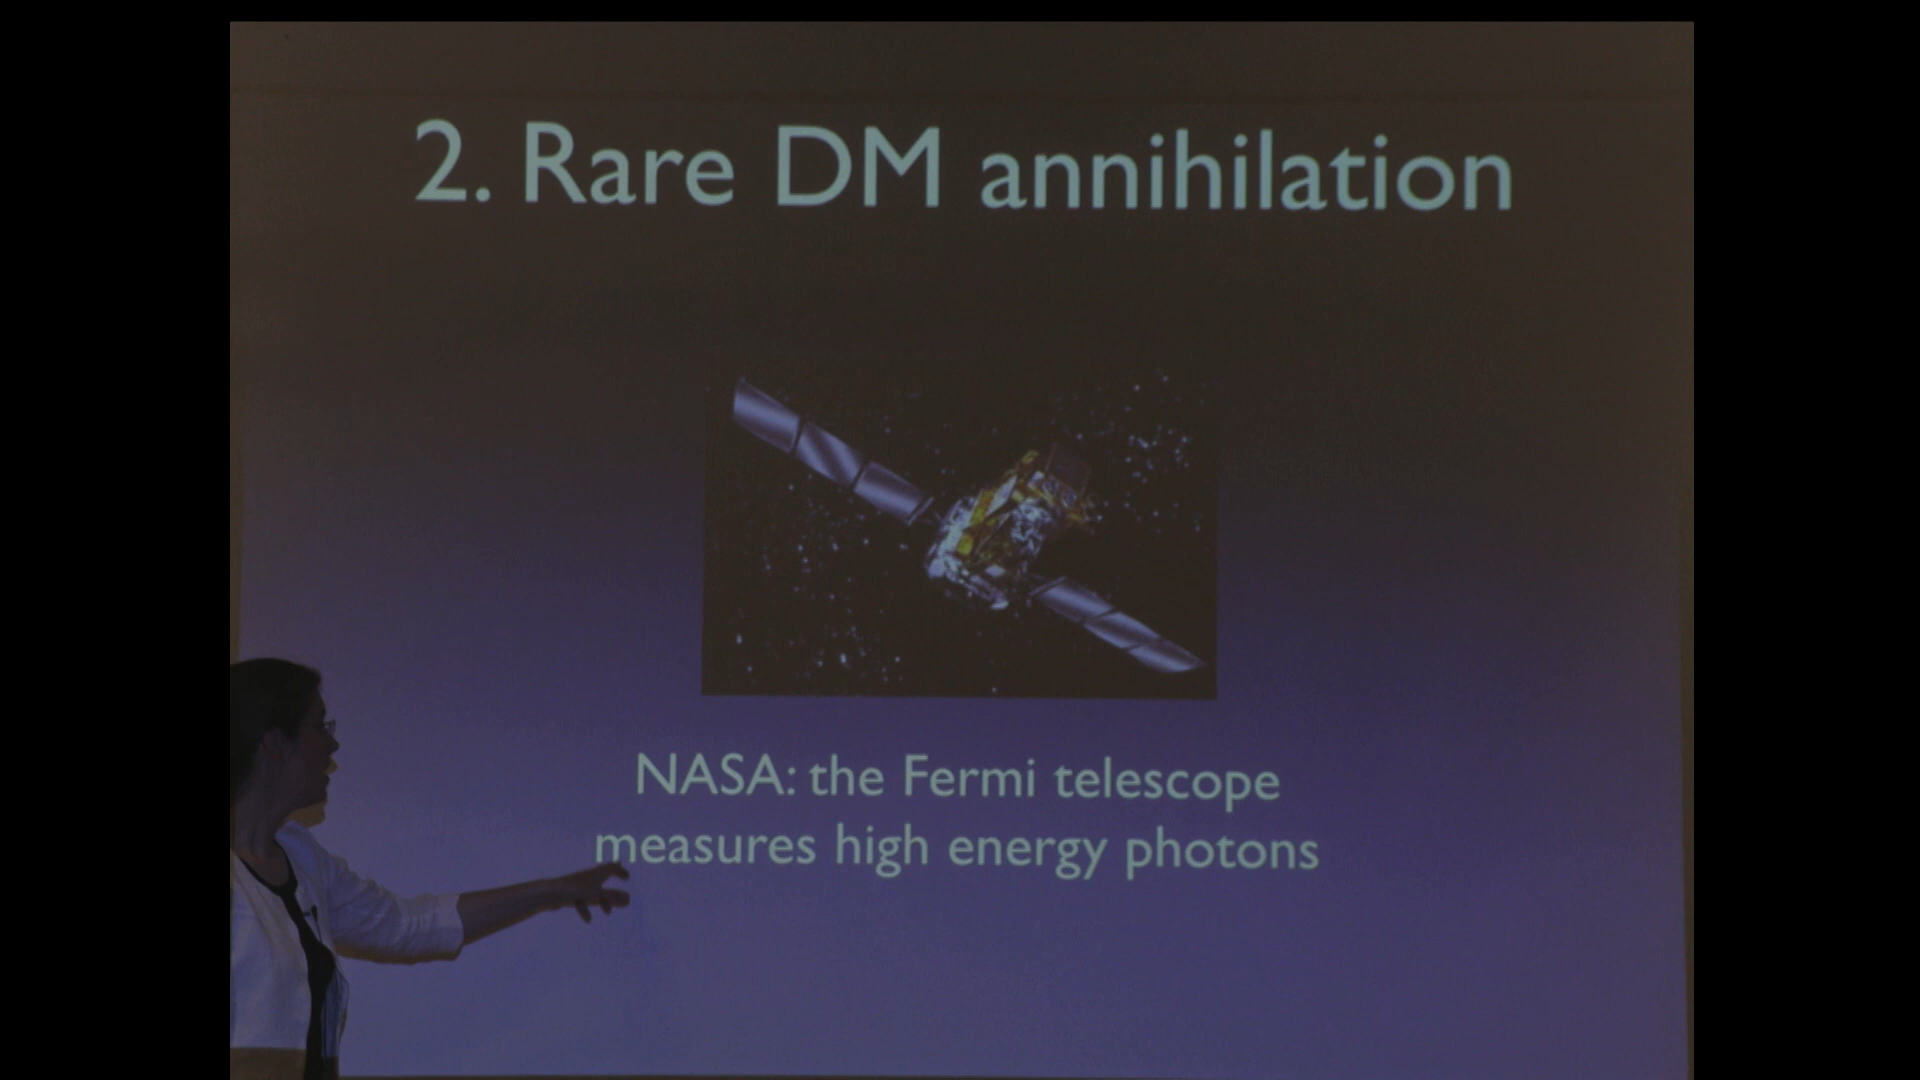 2. Rare DM annihilation
NASA: the Fermi telescope
measures high energy photons